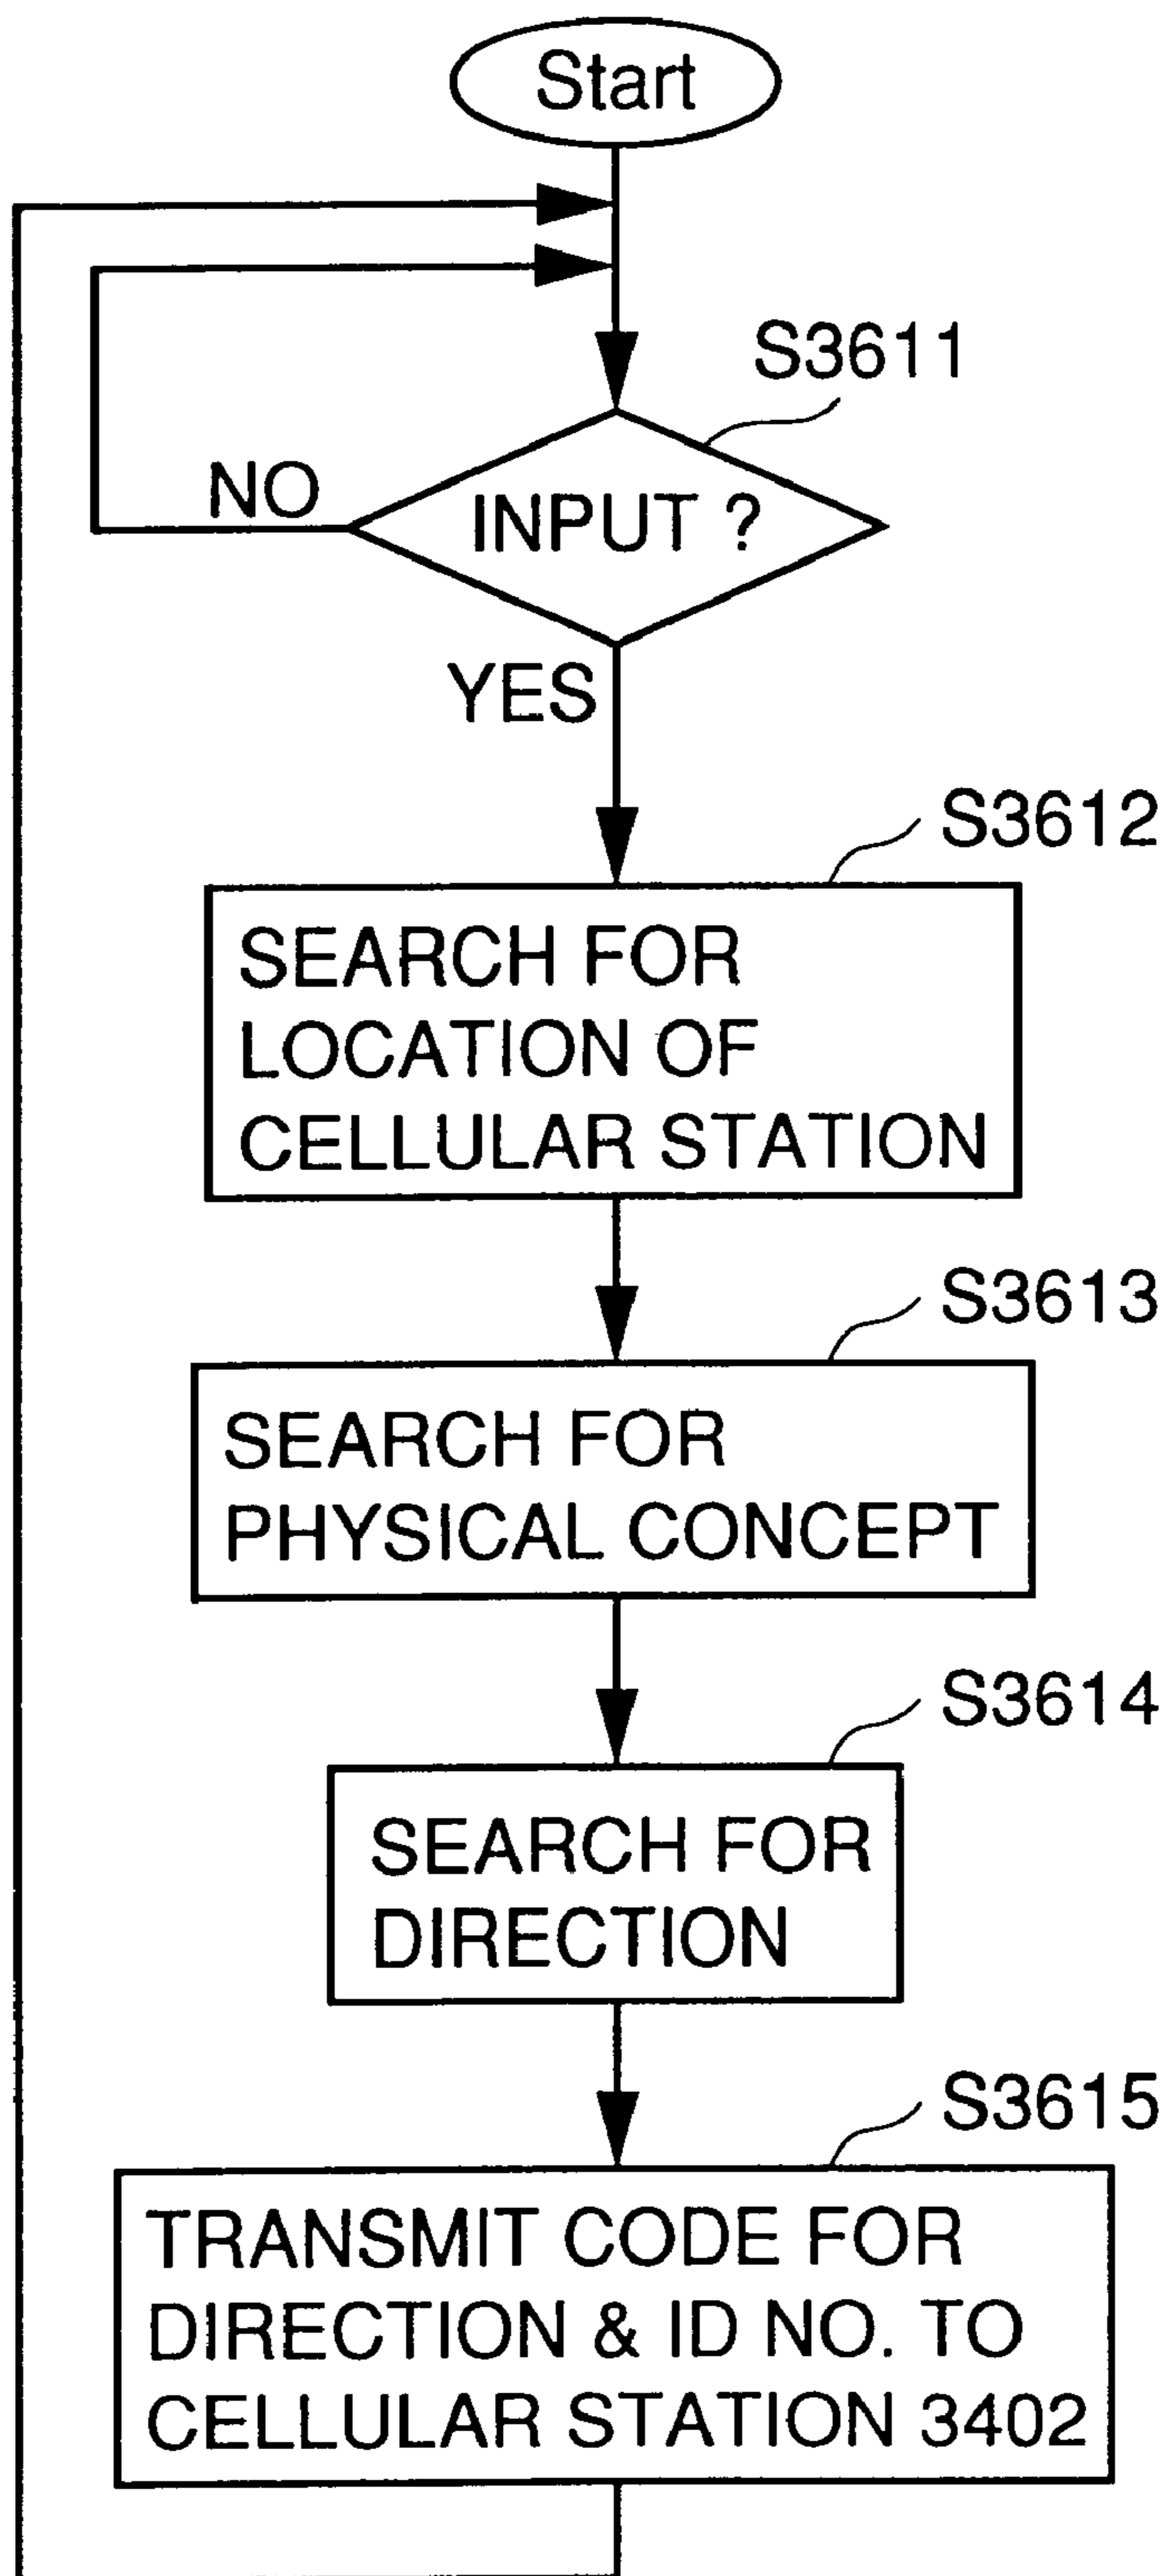 Start
S3611
NO
INPUT ?
YES
S3612
SEARCH FOR
LOCATION OF
CELLULAR STATION
S3613
SEARCH FOR
PHYSICAL CONCEPT
S3614
SEARCH FOR
DIRECTION
S3615
TRANSMIT CODE FOR
DIRECTION & ID NO. TO
CELLULAR STATION 3402